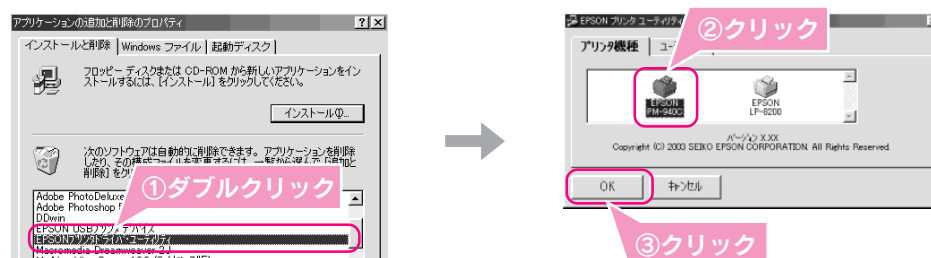 アプリケーションの追加と削除のプロパティ
インストールと削除
Windows ファイル
起動ディスク
フロッピー ディスクまたは CD-ROM から新しいアプリケーションをイン
ストールするには、[インストール] をクリックしてください。
インストール(I)...
次のソフトウェアは自動的に削除できます。アプリケーションを削除
したり、その構成ファイルを変更するには、一覧から選んで、[追加と
削除] をク
①ダブルクリック
Adobe PhotoDeluxe
Adobe Photoshop
DDwin
EPSON USBプリンタデバイス
EPSONプリンタドライバ・ユーティリティ
Macromedia Dreamweaver 2J
EPSON プリンタ ユーティリティ
②クリック
プリンタ機種
EPSON
PM-9400
EPSON
LP-8200
バージョン X.XX
Copyright (C) 2003 SEIKO EPSON CORPORATION. All Rights Reserved.
OK
キャンセル
③クリック